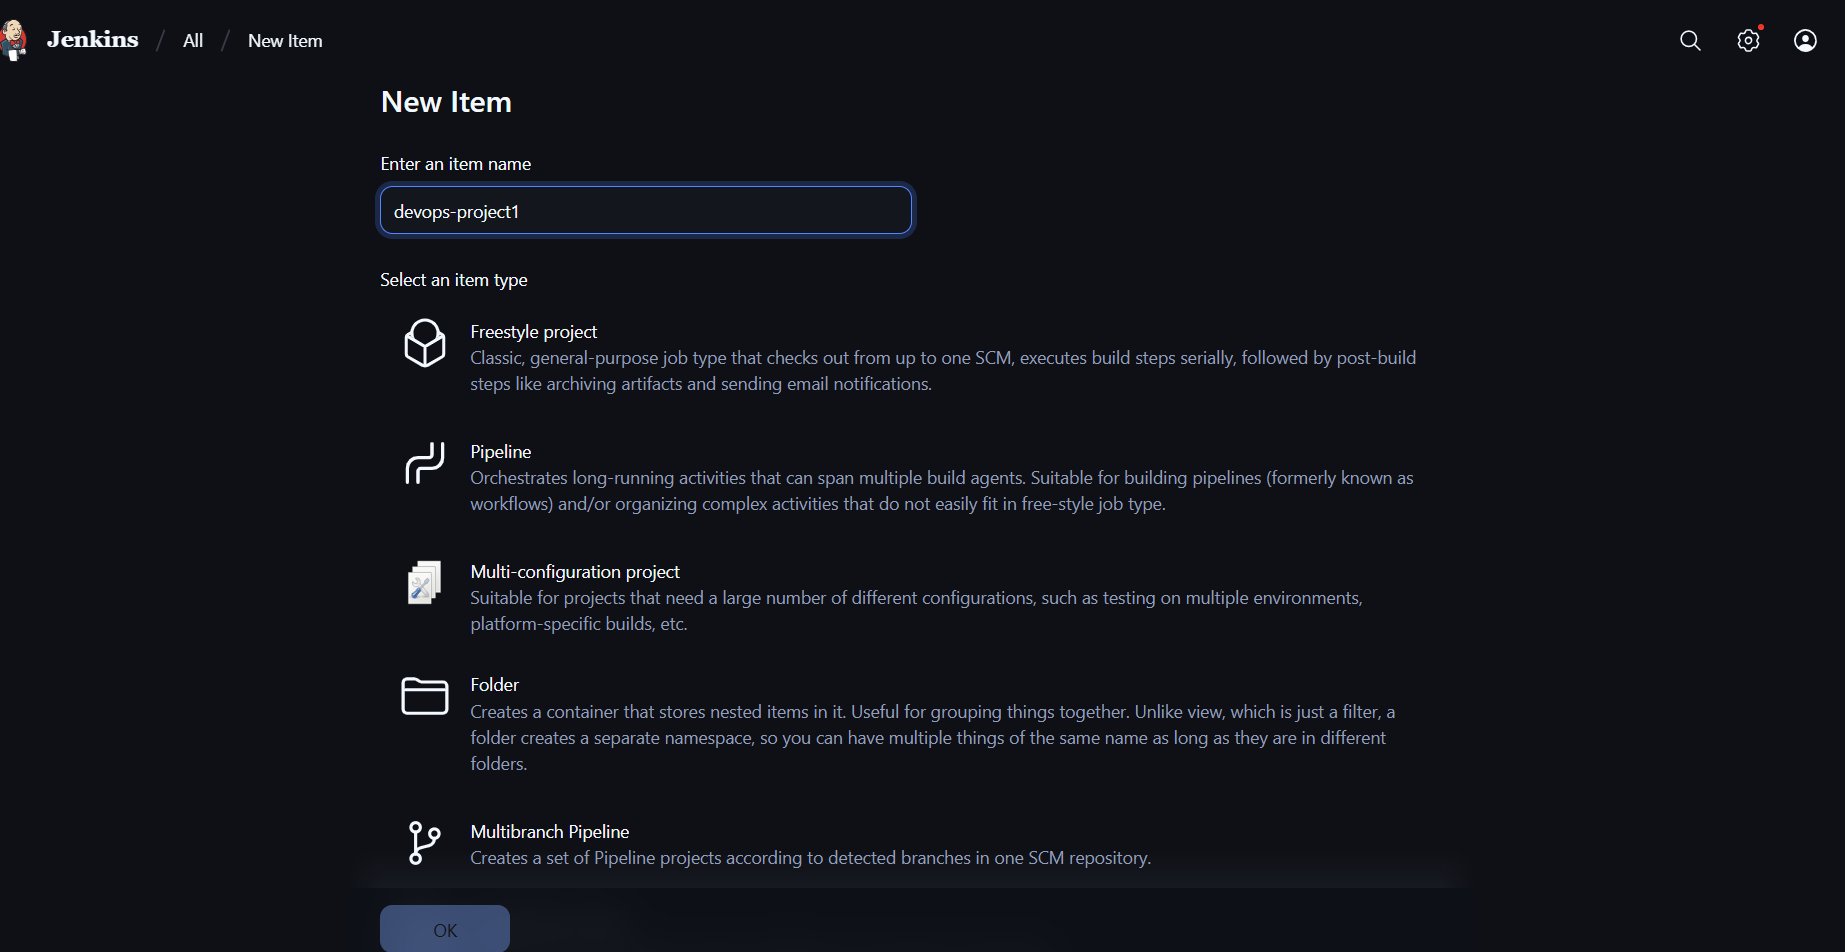 Jenkins / All / New Item
New Item
Enter an item name
devops-project1
Select an item type
Freestyle project
Classic, general-purpose job type that checks out from up to one SCM, executes build steps serially, followed by post-build
steps like archiving artifacts and sending email notifications.
Pipeline
Orchestrates long-running activities that can span multiple build agents. Suitable for building pipelines (formerly known as
workflows) and/or organizing complex activities that do not easily fit in free-style job type.
Multi-configuration project
Suitable for projects that need a large number of different configurations, such as testing on multiple environments,
platform-specific builds, etc.
Folder
Creates a container that stores nested items in it. Useful for grouping things together. Unlike view, which is just a filter, a
folder creates a separate namespace, so you can have multiple things of the same name as long as they are in different
folders.
Multibranch Pipeline
Creates a set of Pipeline projects according to detected branches in one SCM repository.
OK